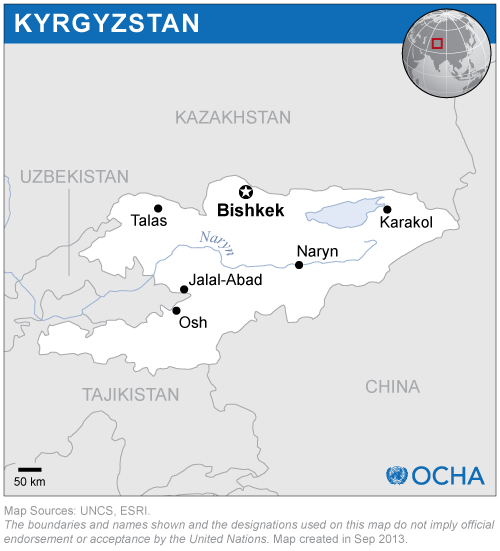 KYRGYZSTAN
KAZAKHSTAN
UZBEKISTAN
Bishkek
Talas
Karakol
Naryn
Naryn
Jalal-Abad
Osh
TAJIKISTAN
CHINA
50 km
OCHA
Map Sources: UNCS, ESRI.
The boundaries and names shown and the designations used on this map do not imply official
endorsement or acceptance by the United Nations. Map created in Sep 2013.